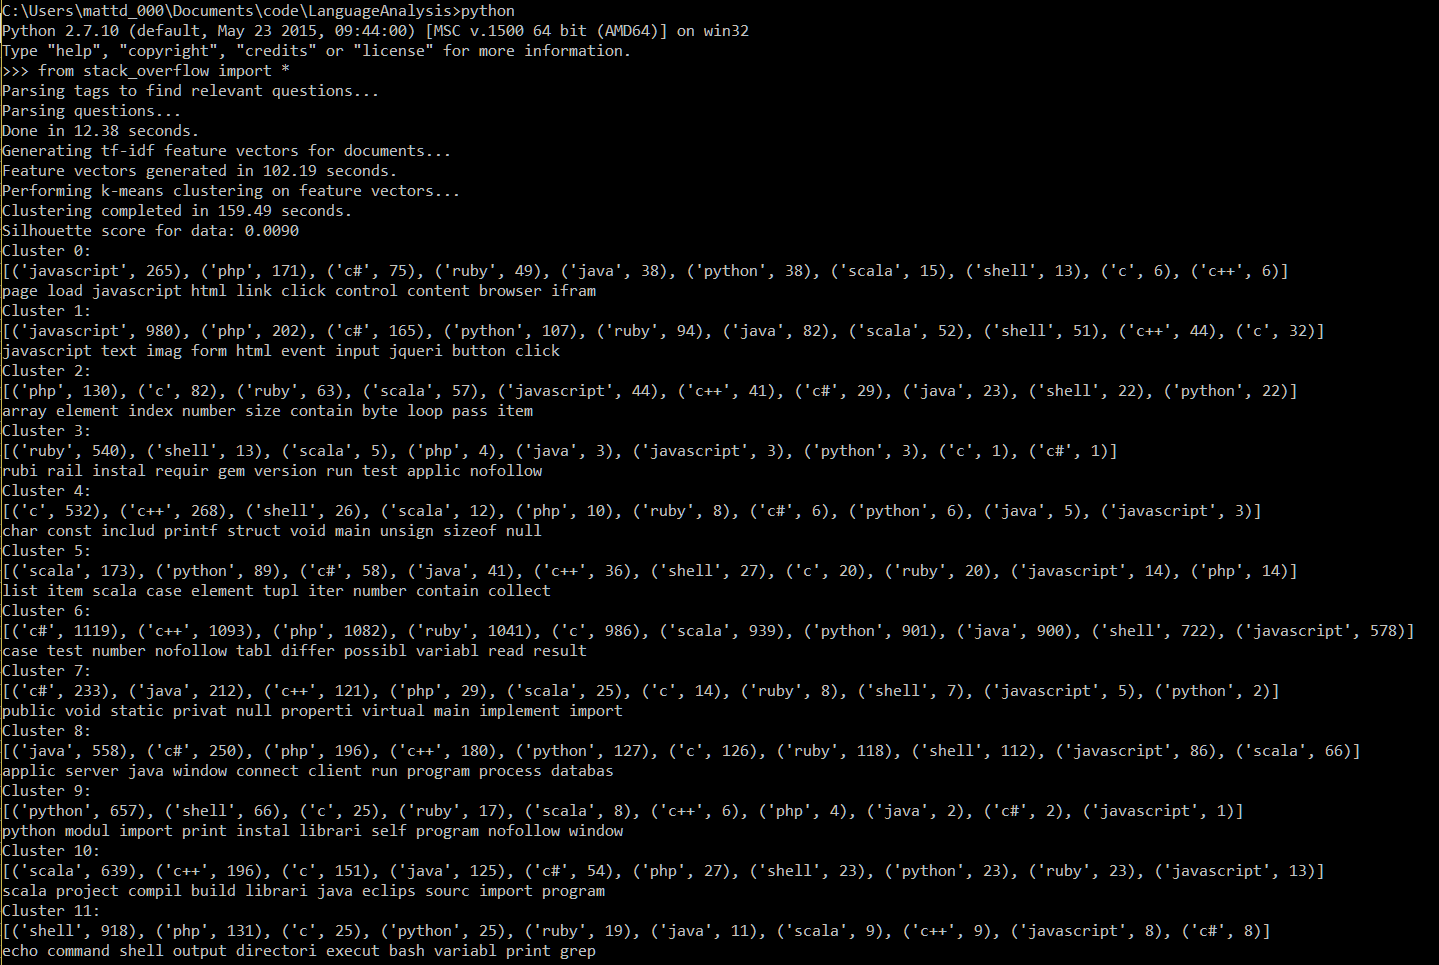 C:\Users\mattd_000\Documents\code\LanguageAnalysis>python
Python 2.7.10 (default, May 23 2015, 09:44:00) [MSC v.1500 64 bit (AMD64)] on win32
Type "help", "copyright", "credits" or "license" for more information.
>>> from stack_overflow import *
Parsing tags to find relevant questions...
Parsing questions...
Done in 12.38 seconds.
Generating tf-idf feature vectors for documents...
Feature vectors generated in 102.19 seconds.
Performing k-means clustering on feature vectors...
Clustering completed in 159.49 seconds.
Silhouette score for data: 0.0090
Cluster 0:
[('javascript', 265), ('php', 171), ('c#', 75), ('ruby', 49), ('java', 38), ('python', 38), ('scala', 15), ('shell', 13), ('c', 6), ('c++', 6)]
page load javascript html link click control content browser ifram
Cluster 1:
[('javascript', 980), ('php', 202), ('c#', 165), ('python', 107), ('ruby', 94), ('java', 82), ('scala', 52), ('shell', 51), ('c++', 44), ('c', 32)]
javascript text imag form html event input jqueri button click
Cluster 2:
[('php', 130), ('c', 82), ('ruby', 63), ('scala', 57), ('javascript', 44), ('c++', 41), ('c#', 29), ('java', 23), ('shell', 22), ('python', 22)]
array element index number size contain byte loop pass item
Cluster 3:
[('ruby', 540), ('shell', 13), ('scala', 5), ('php', 4), ('java', 3), ('javascript', 3), ('python', 3), ('c', 1), ('c#', 1)]
rubi rail instal requir gem version run test applic nofollow
Cluster 4:
[('c', 532), ('c++', 268), ('shell', 26), ('scala', 12), ('php', 10), ('ruby', 8), ('c#', 6), ('python', 6), ('java', 5), ('javascript', 3)]
char const includ printf struct void main unsign sizeof null
Cluster 5:
[('scala', 173), ('python', 89), ('c#', 58), ('java', 41), ('c++', 36), ('shell', 27), ('c', 20), ('ruby', 20), ('javascript', 14), ('php', 14)]
list item scala case element tupl iter number contain collect
Cluster 6:
[('c#', 1119), ('c++', 1093), ('php', 1082), ('ruby', 1041), ('c', 986), ('scala', 939), ('python', 901), ('java', 900), ('shell', 722), ('javascript', 578)]
case test number nofollow tabl differ possibl variabl read result
Cluster 7:
[('c#', 233), ('java', 212), ('c++', 121), ('php', 29), ('scala', 25), ('c', 14), ('ruby', 8), ('shell', 7), ('javascript', 5), ('python', 2)]
public void static privat null properti virtual main implement import
Cluster 8:
[('java', 558), ('c#', 250), ('php', 196), ('c++', 180), ('python', 127), ('c', 126), ('ruby', 118), ('shell', 112), ('javascript', 86), ('scala', 66)]
applic server java window connect client run program process databas
Cluster 9:
[('python', 657), ('shell', 66), ('c', 25), ('ruby', 17), ('scala', 8), ('c++', 6), ('php', 4), ('java', 2), ('c#', 2), ('javascript', 1)]
python modul import print instal librari self program nofollow window
Cluster 10:
[('scala', 639), ('c++', 196), ('c', 151), ('java', 125), ('c#', 54), ('php', 27), ('shell', 23), ('python', 23), ('ruby', 23), ('javascript', 13)]
scala project compil build librari java eclips sourc import program
Cluster 11:
[('shell', 918), ('php', 131), ('c', 25), ('python', 25), ('ruby', 19), ('java', 11), ('scala', 9), ('c++', 9), ('javascript', 8), ('c#', 8)]
echo command shell output directori execut bash variabl print grep